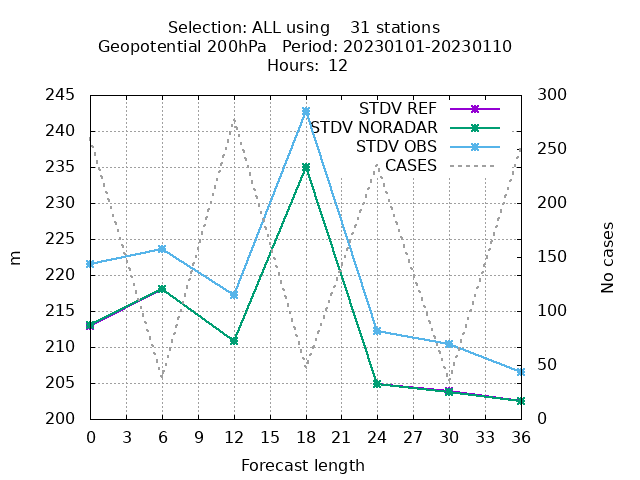 Selection: ALL using    31 stations
Geopotential 200hPa   Period: 20230101-20230110
Hours:  12
245
240
235
230
225
220
215
210
205
200
300
250
200
150
100
50
0
STDV REF
STDV NORADAR
STDV OBS
CASES
m
No cases
0 3 6 9 12 15 18 21 24 27 30 33 36
Forecast length